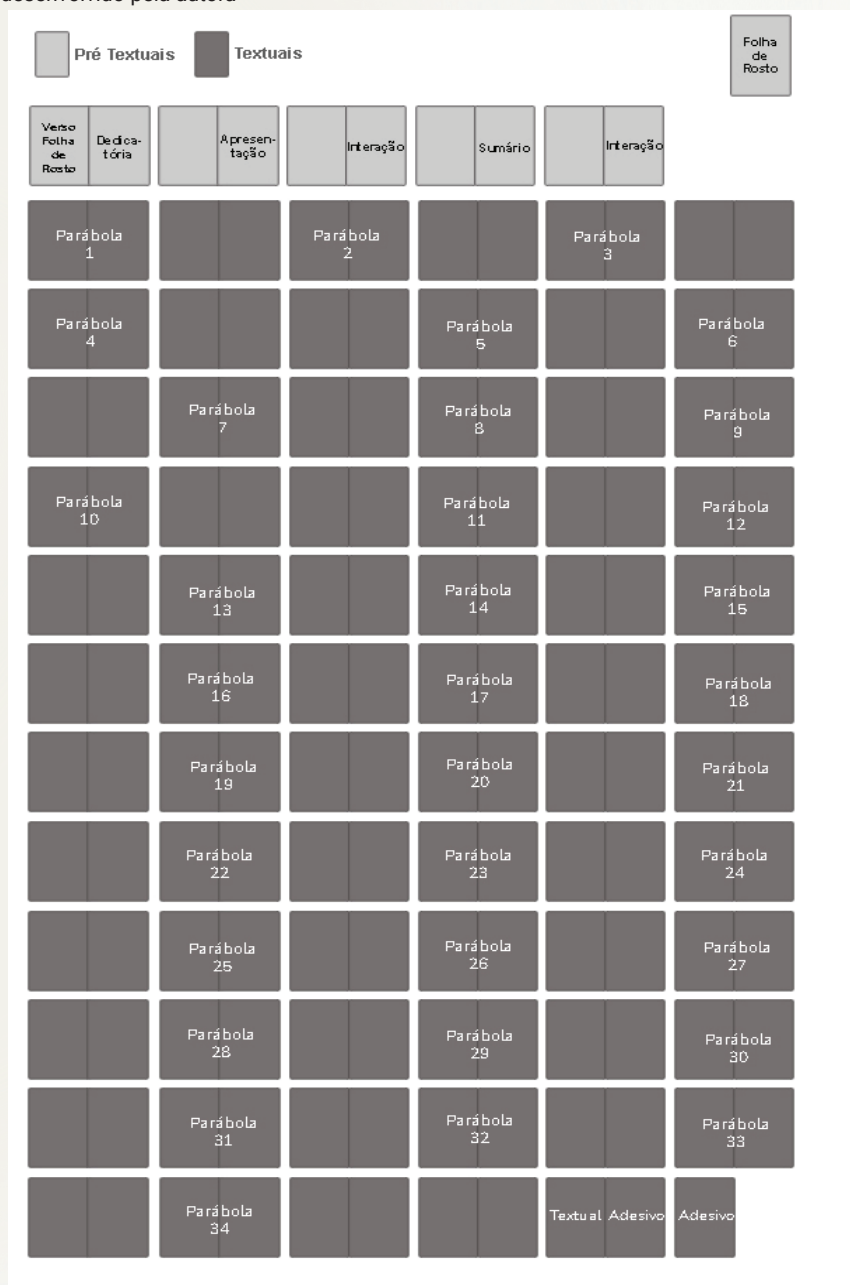 Pré Textuais
Textuais
Folha
de
Rosto
Verso
Folha
de
Rosto
Dedica-
tória
Apresen-
tação
Interação
Sumário
Interação
Parábola
1
Parábola
2
Parábola
3
Parábola
4
Parábola
5
Parábola
6
Parábola
7
Parábola
8
Parábola
9
Parábola
10
Parábola
11
Parábola
12
Parábola
13
Parábola
14
Parábola
15
Parábola
16
Parábola
17
Parábola
18
Parábola
19
Parábola
20
Parábola
21
Parábola
22
Parábola
23
Parábola
24
Parábola
25
Parábola
26
Parábola
27
Parábola
28
Parábola
29
Parábola
30
Parábola
31
Parábola
32
Parábola
33
Parábola
34
Textual
Adesivo
Adesivo